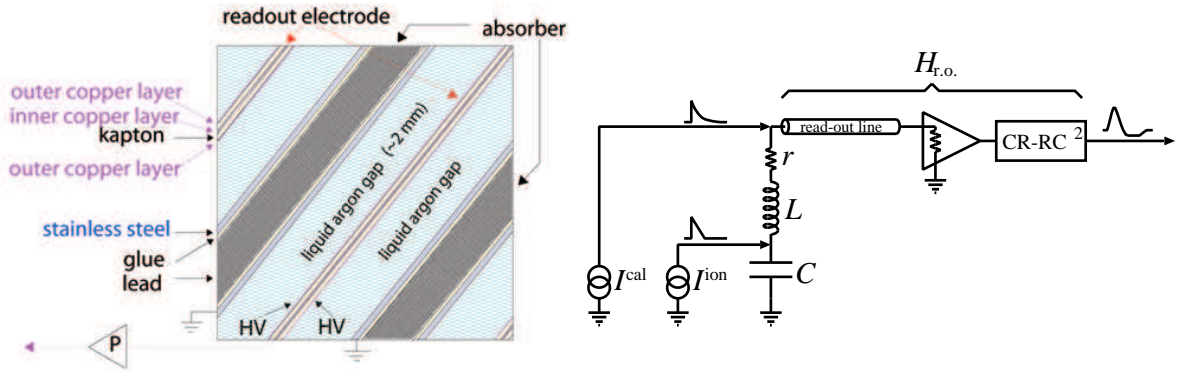 readout electrode
absorber
outer copper layer
inner copper layer
kapton
outer copper layer
liquid argon gap (~2 mm)
liquid argon gap
stainless steel
glue
lead
HV
HV
P
H r.o.
read-out line
CR-RC 2
r
L
I cal
I ion
C